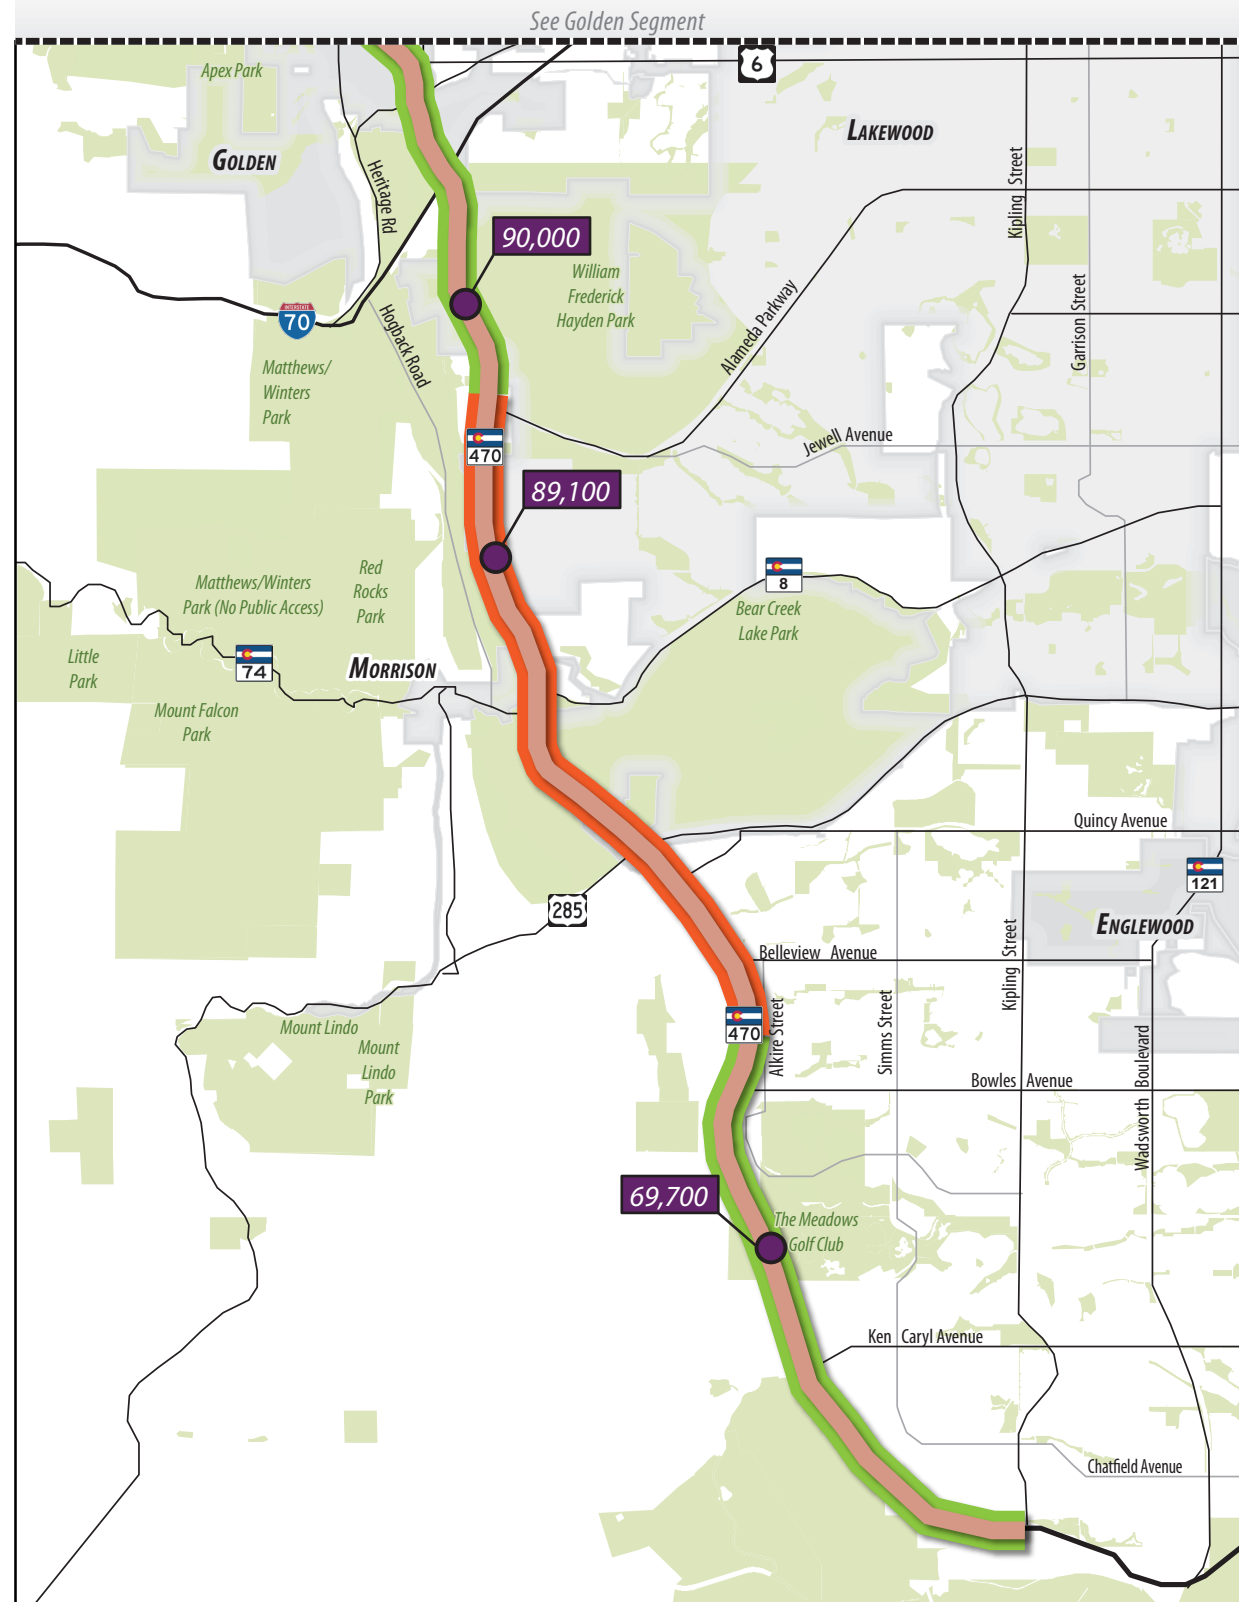 See Golden Segment
Apex Park
6
LAKEWOOD
GOLDEN
Heritage Rd
Kipling Street
90,000
William
Frederick
Hayden Park
INTERSTATE
70
Hogback Road
Alameda Parkway
Garrison Street
Matthews/
Winters
Park
470
Jewell Avenue
89,100
Matthews/Winters
Park (No Public Access)
Red
Rocks
Park
8
Bear Creek
Lake Park
Little
Park
74
MORRISON
Mount Falcon
Park
Quincy Avenue
121
285
ENGLEWOOD
Belleview Avenue
Kipling Street
470
Alkire Street
Simms Street
Mount Lindo
Mount
Lindo
Park
Bowles Avenue
Wadsworth Boulevard
69,700
The Meadows
Golf Club
Ken Caryl Avenue
Chatfield Avenue